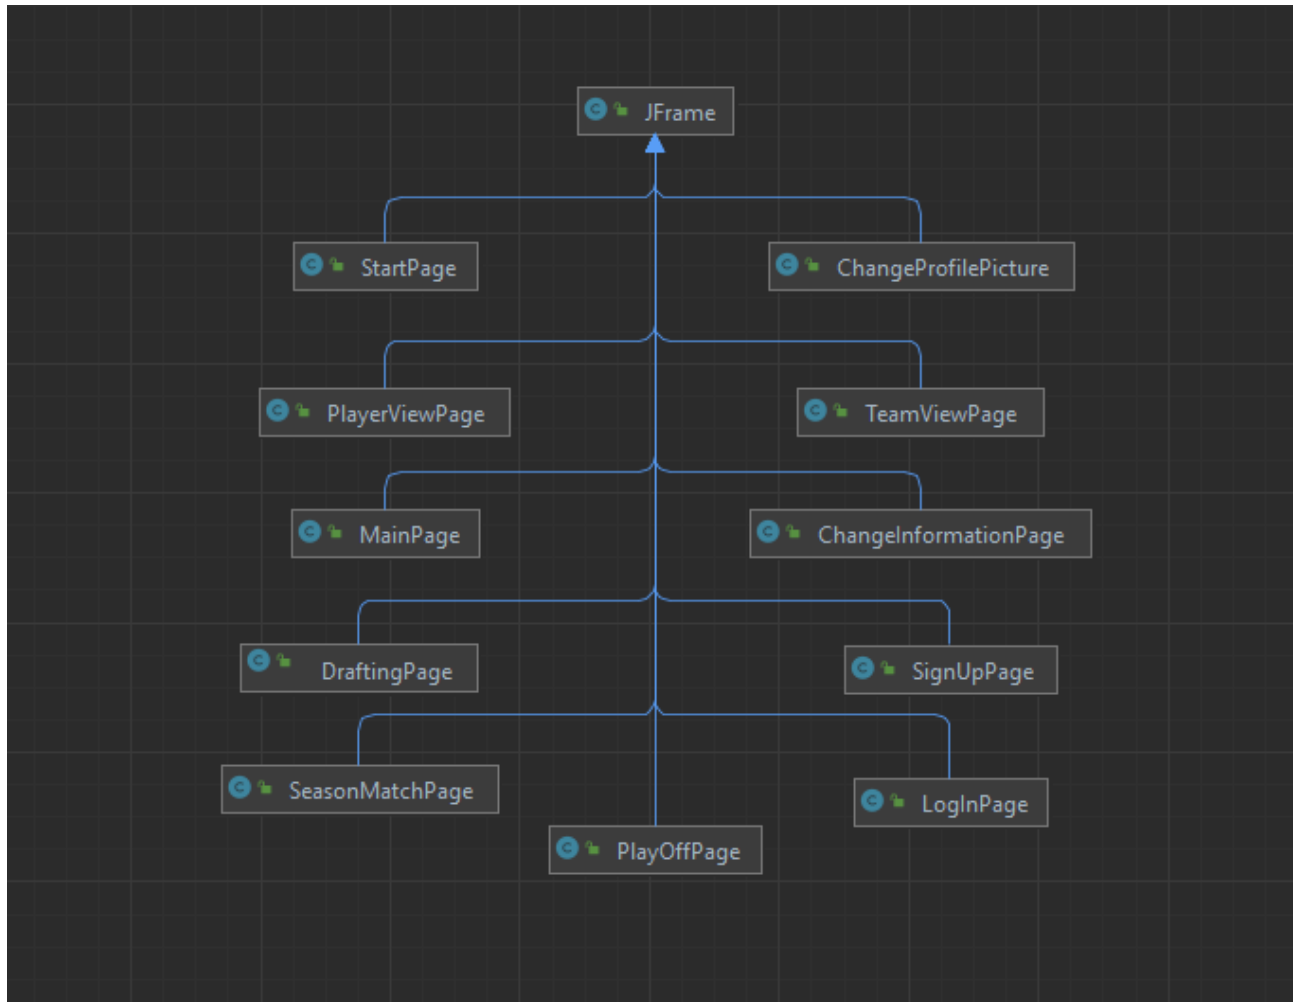 JFrame
StartPage
ChangeProfilePicture
PlayerViewPage
TeamViewPage
MainPage
ChangeInformationPage
DraftingPage
SignUpPage
SeasonMatchPage
LogInPage
PlayOffPage